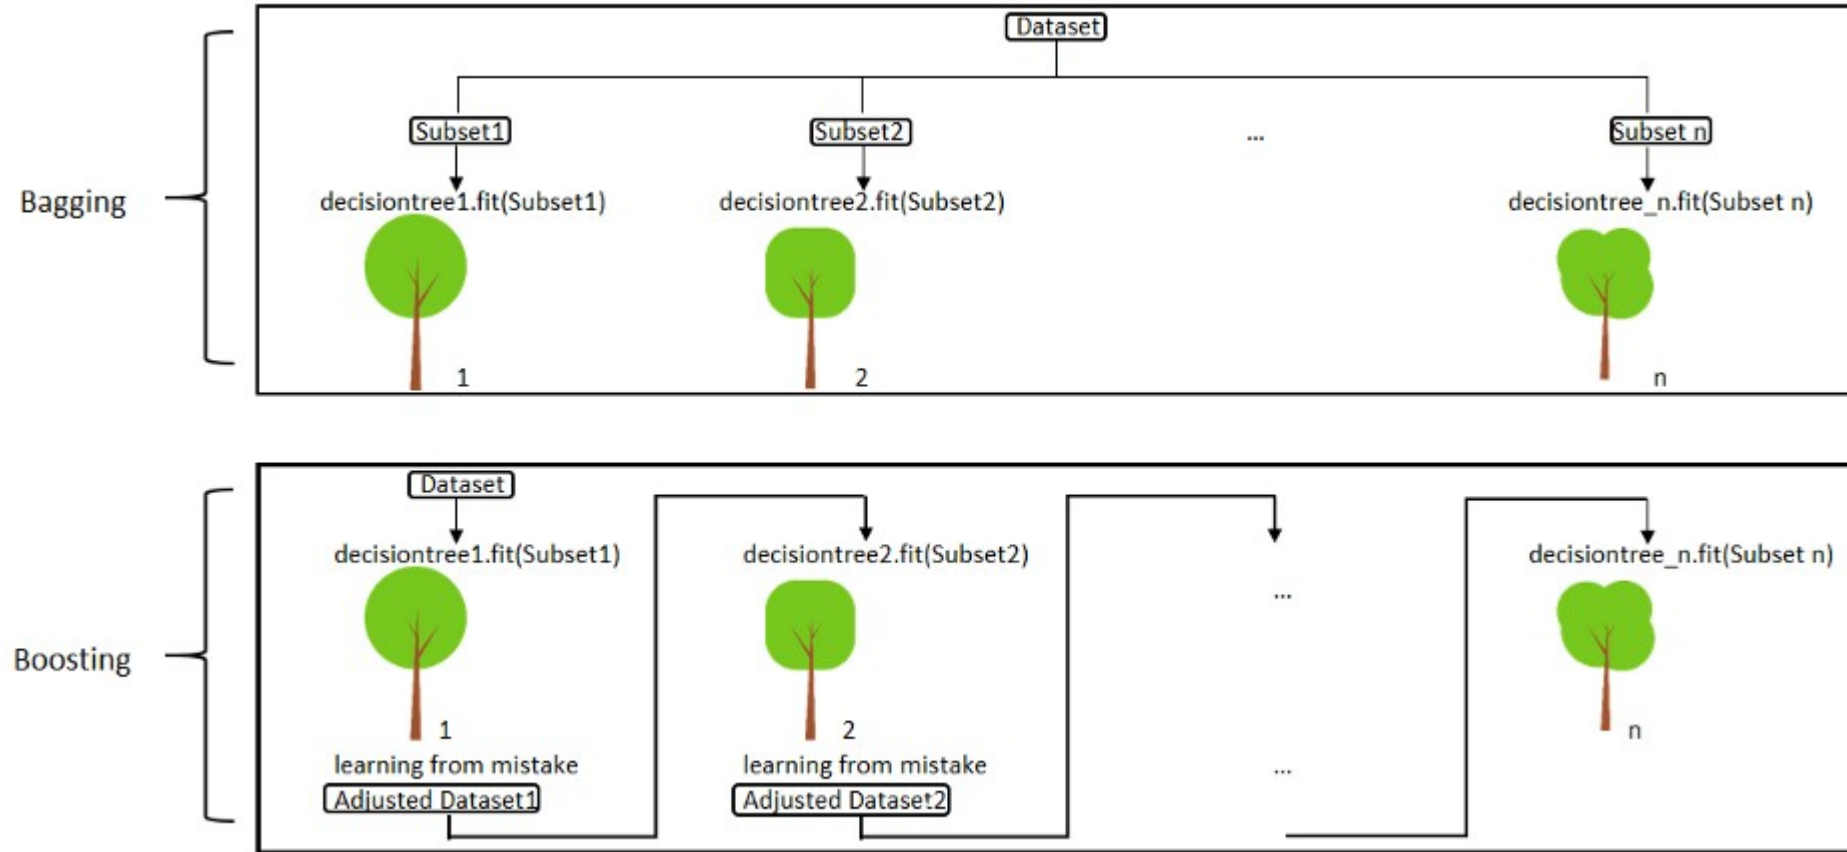 Dataset
Subset1 Subset2 ... Subset n
Bagging
decisiontree1.fit(Subset1) decisiontree2.fit(Subset2) decisiontree_n.fit(Subset n)
1 2 n
Dataset
decisiontree1.fit(Subset1) decisiontree2.fit(Subset2) decisiontree_n.fit(Subset n)
...
Boosting
1 2 n
learning from mistake learning from mistake ...
Adjusted Dataset1 Adjusted Dataset2